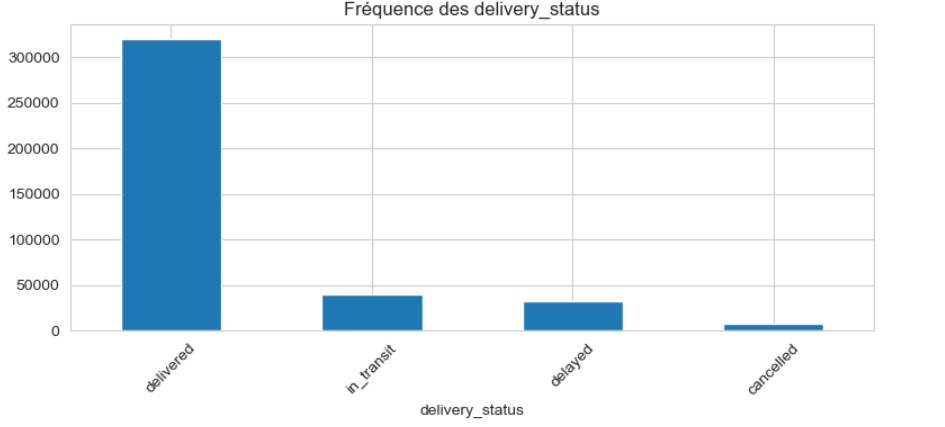 Fréquence des delivery_status
300000
250000
200000
150000
100000
50000
0
delivered
in_transit
delayed
cancelled
delivery_status